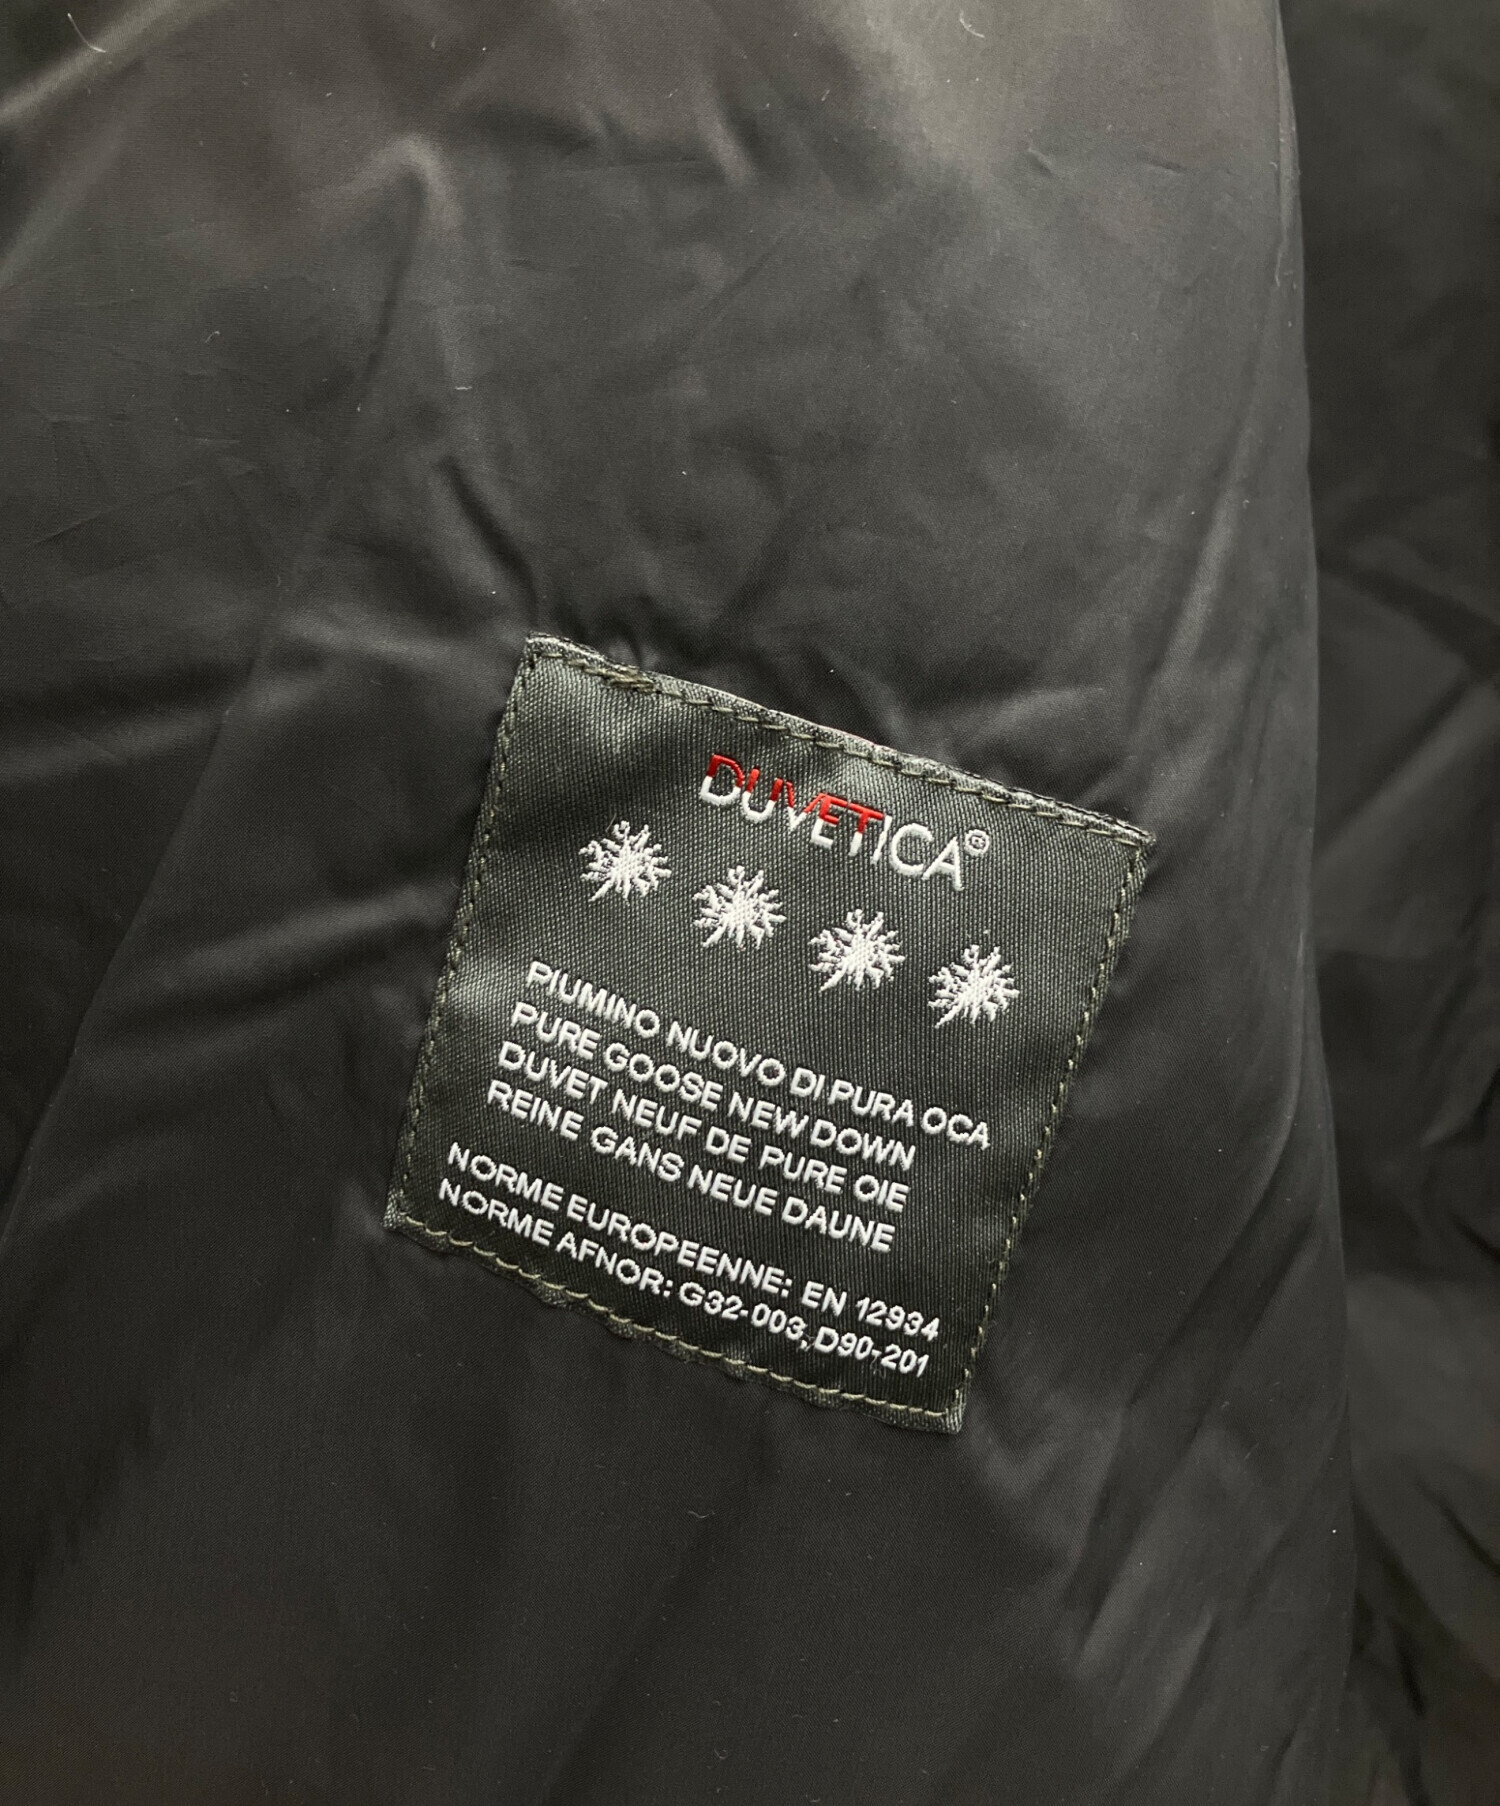 DUVETICA®
PIUMINO NUOVO DI PURA OCA
PURE GOOSE NEW DOWN
DUVET NEUF DE PURE OIE
REINE GANS NEUE DAUNE
NORME EUROPEENNE: EN 12934
NORME AFNOR: G32-003, D90-201